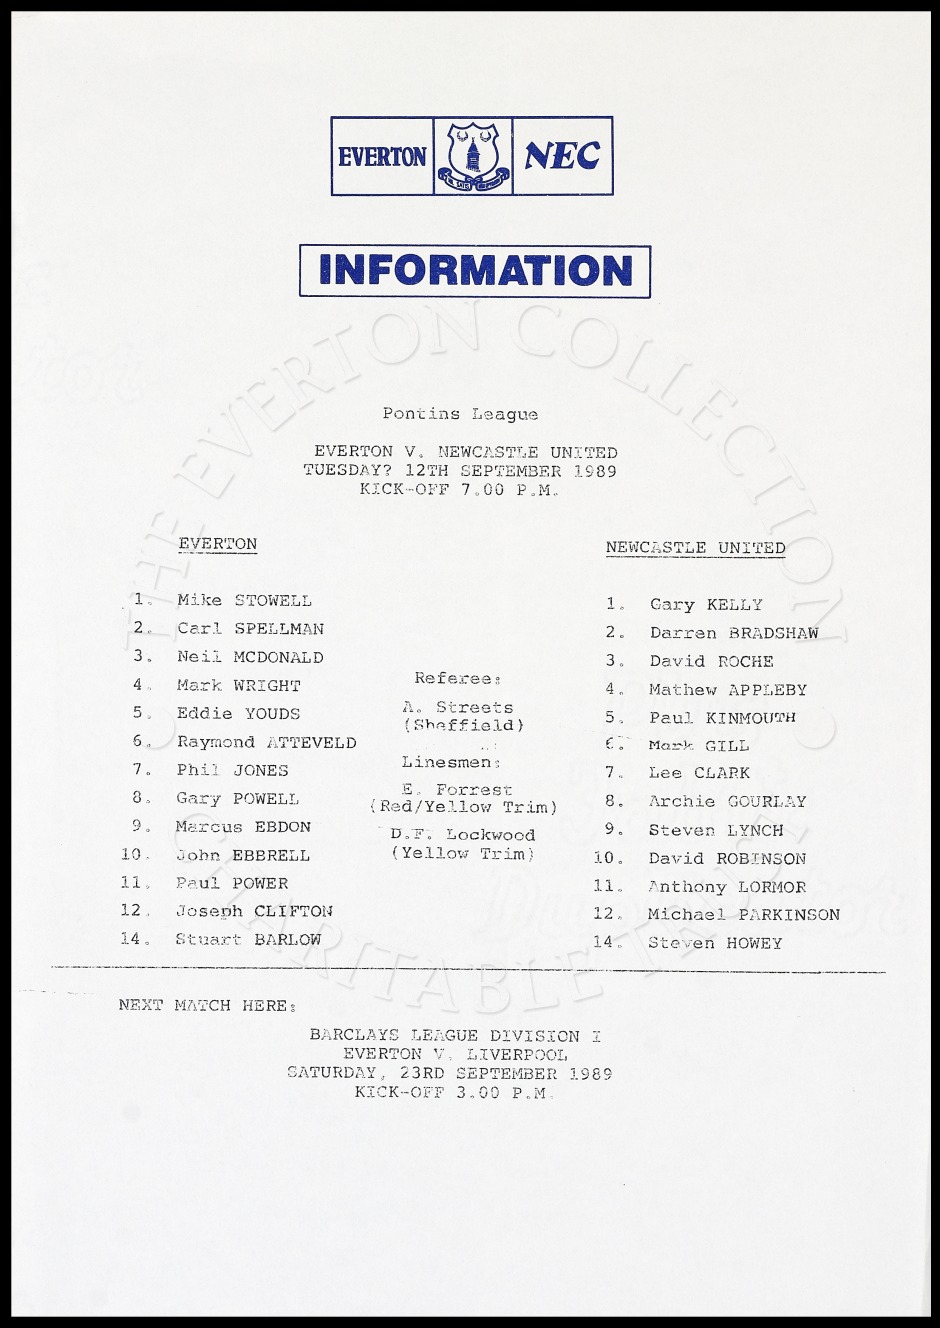 EVERTON NEC
INFORMATION
Pontins League
EVERTON V. NEWCASTLE UNITED
TUESDAY? 12TH SEPTEMBER 1989
KICK-OFF 7.00 P.M.
EVERTON
1. Mike STOWELL
2. Carl SPELLMAN
3. Neil MCDONALD
4. Mark WRIGHT
5. Eddie YOUDS
6. Raymond ATTEVELD
7. Phil JONES
8. Gary POWELL
9. Marcus EBDON
10. John EBBRELL
11. Paul POWER
12. Joseph CLIFTON
14. Stuart BARLOW
Referee:
A. Streets
(Sheffield)
Linesmen:
E. Forrest
(Red/Yellow Trim)
D.F. Lockwood
(Yellow Trim)
NEWCASTLE UNITED
1. Gary KELLY
2. Darren BRADSHAW
3. David ROCHE
4. Mathew APPLEBY
5. Paul KINMOUTH
6. Mark GILL
7. Lee CLARK
8. Archie GOURLAY
9. Steven LYNCH
10. David ROBINSON
11. Anthony LORMOR
12. Michael PARKINSON
14. Steven HOWEY
NEXT MATCH HERE:
BARCLAYS LEAGUE DIVISION I
EVERTON V. LIVERPOOL
SATURDAY, 23RD SEPTEMBER 1989
KICK-OFF 3.00 P.M.
THE EVERTON COLLECTION
CHARITABLE TRUST